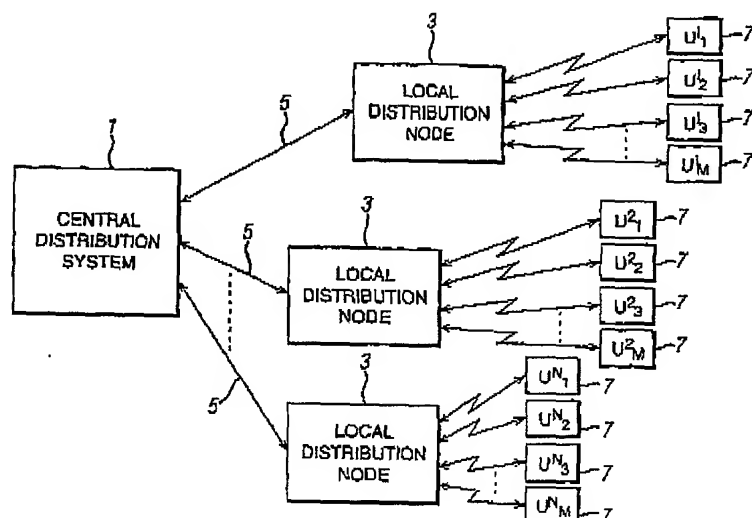 3
LOCAL
DISTRIBUTION
NODE
U¹₁ 7
U¹₂ 7
U¹₃ 7
U¹M 7
5
1
CENTRAL
DISTRIBUTION
SYSTEM
5
3
LOCAL
DISTRIBUTION
NODE
U²₁ 7
U²₂ 7
U²₃ 7
U²M 7
5
3
LOCAL
DISTRIBUTION
NODE
Uᴺ₁ 7
Uᴺ₂ 7
Uᴺ₃ 7
UᴺM 7